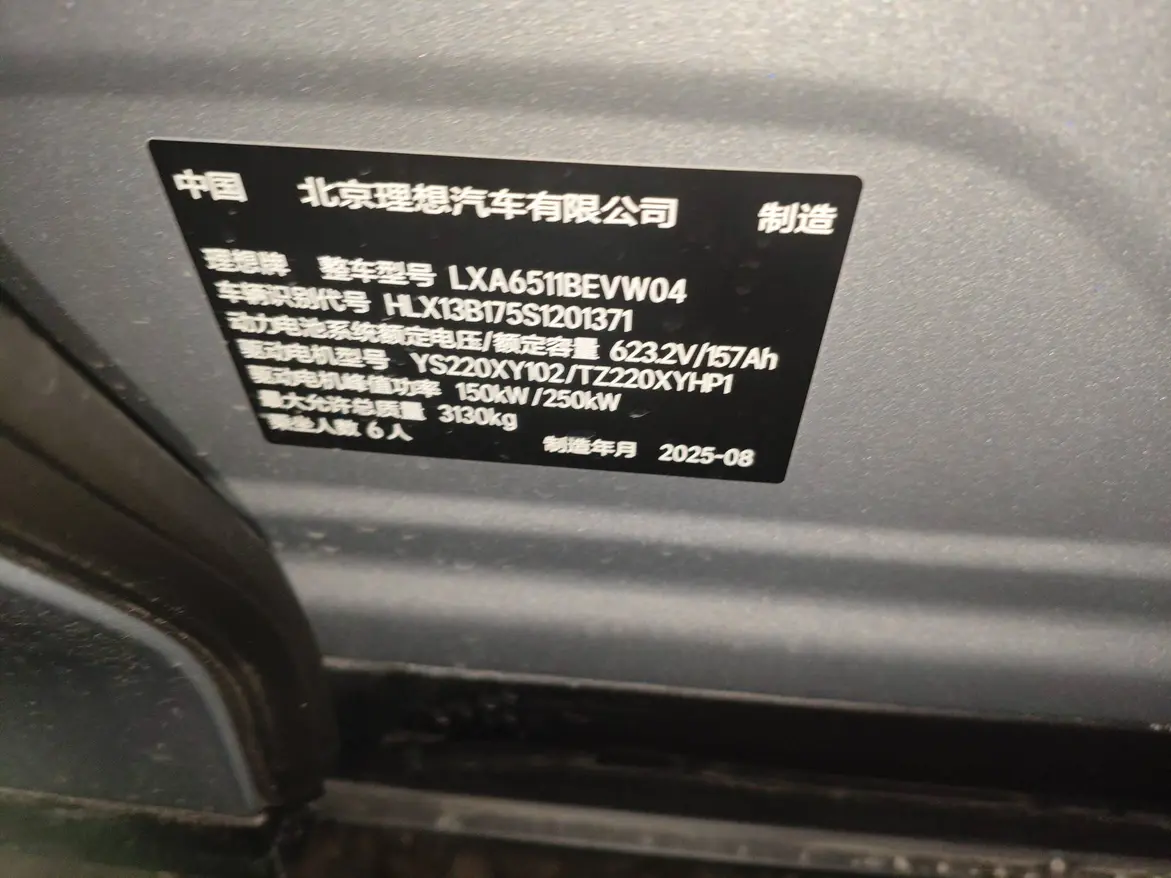 中国 北京理想汽车有限公司 制造
理想牌 整车型号 LXA6511BEVW04
车辆识别代号 HLX13B175S1201371
动力电池系统额定电压/额定容量 623.2V/157Ah
驱动电机型号 YS220XY102/TZ220XYHP1
驱动电机峰值功率 150kW/250kW
最大允许总质量 3130kg
乘坐人数 6人 制造年月 2025-08